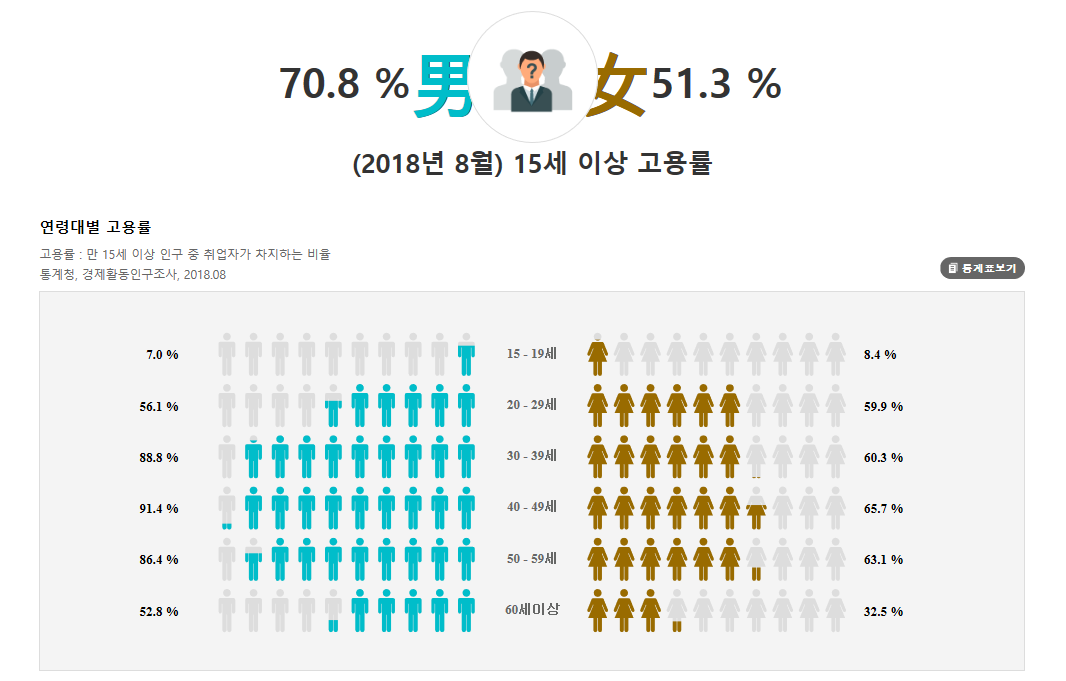 70.8 % 男 ? 女 51.3 %
(2018년 8월) 15세 이상 고용률
연령대별 고용률
고용률 : 만 15세 이상 인구 중 취업자가 차지하는 비율
통계청, 경제활동인구조사, 2018.08
통계표보기
7.0 % 15 - 19세 8.4 %
56.1 % 20 - 29세 59.9 %
88.8 % 30 - 39세 60.3 %
91.4 % 40 - 49세 65.7 %
86.4 % 50 - 59세 63.1 %
52.8 % 60세이상 32.5 %